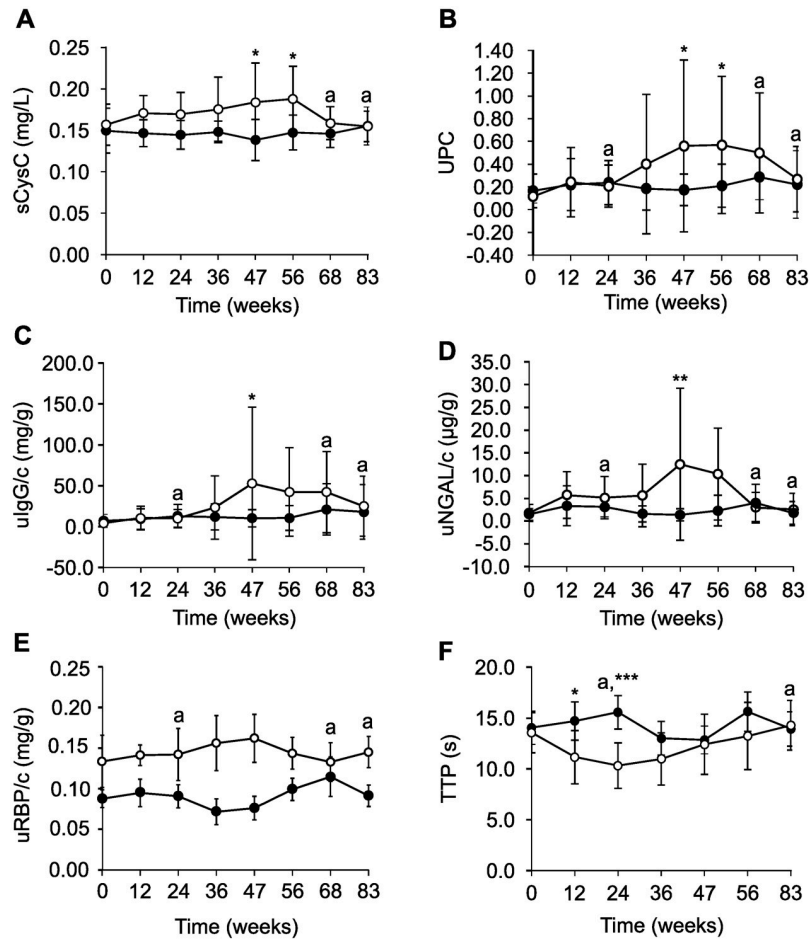 A
sCysC (mg/L)
0.25
0.20
0.15
0.10
0.05
0.00
* * a a
0 12 24 36 47 56 68 83
Time (weeks)
B
UPC
1.40
1.20
1.00
0.80
0.60
0.40
0.20
0.00
-0.20
-0.40
a * * a a
0 12 24 36 47 56 68 83
Time (weeks)
C
uIgG/c (mg/g)
200.0
150.0
100.0
50.0
0.0
-50.0
a * a a
0 12 24 36 47 56 68 83
Time (weeks)
D
uNGAL/c (µg/g)
35.0
30.0
25.0
20.0
15.0
10.0
5.0
0.0
-5.0
-10.0
a ** a a
0 12 24 36 47 56 68 83
Time (weeks)
E
uRBP/c (mg/g)
0.25
0.20
0.15
0.10
0.05
0.00
a a a
0 12 24 36 47 56 68 83
Time (weeks)
F
TTP (s)
20.0
15.0
10.0
5.0
0.0
* a,*** a
0 12 24 36 47 56 83
Time (weeks)